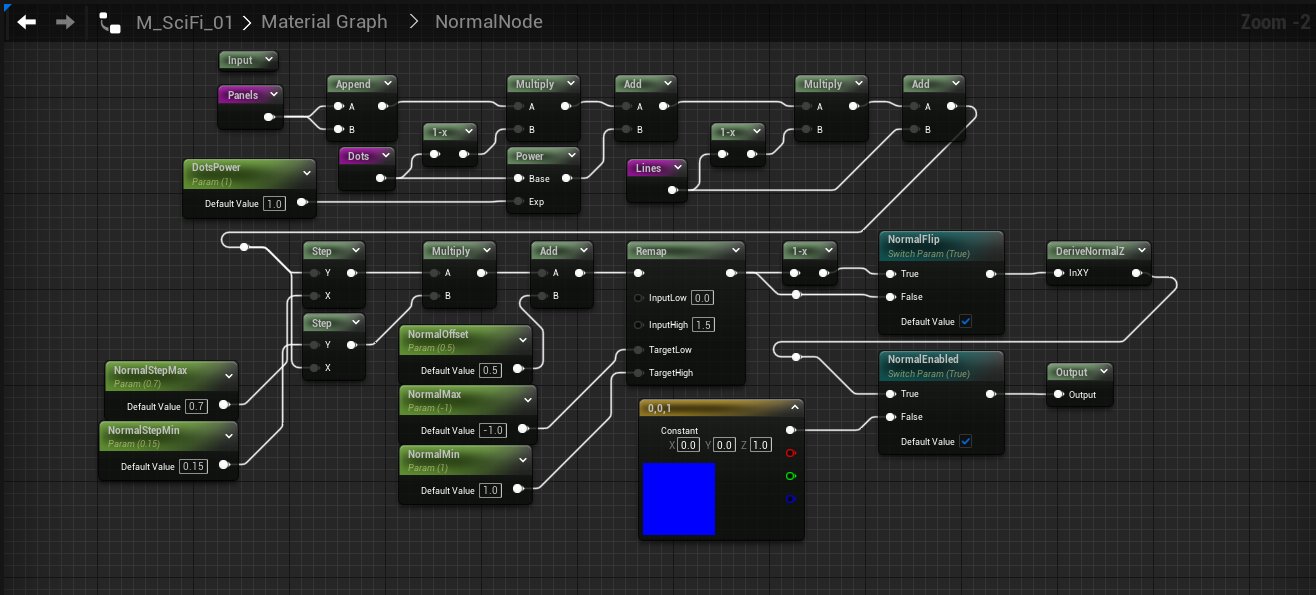 M_SciFi_01 > Material Graph > NormalNode
Zoom -2
Input
Panels
Append
A
B
Dots
1-x
Multiply
A
B
Power
Base
Exp
Add
A
B
Lines
1-x
Multiply
A
B
Add
A
B
DotsPower
Param (1)
Default Value 1.0
Step
Y
X
Step
Y
X
Multiply
A
B
Add
A
B
NormalStepMax
Param (0.7)
Default Value 0.7
NormalStepMin
Param (0.15)
Default Value 0.15
NormalOffset
Param (0.5)
Default Value 0.5
NormalMax
Param (-1)
Default Value -1.0
NormalMin
Param (1)
Default Value 1.0
Remap
InputLow 0.0
InputHigh 1.5
TargetLow
TargetHigh
0,0,1
Constant
X 0.0 Y 0.0 Z 1.0
1-x
NormalFlip
Switch Param (True)
True
False
Default Value
DeriveNormalZ
InXY
NormalEnabled
Switch Param (True)
True
False
Default Value
Output
Output